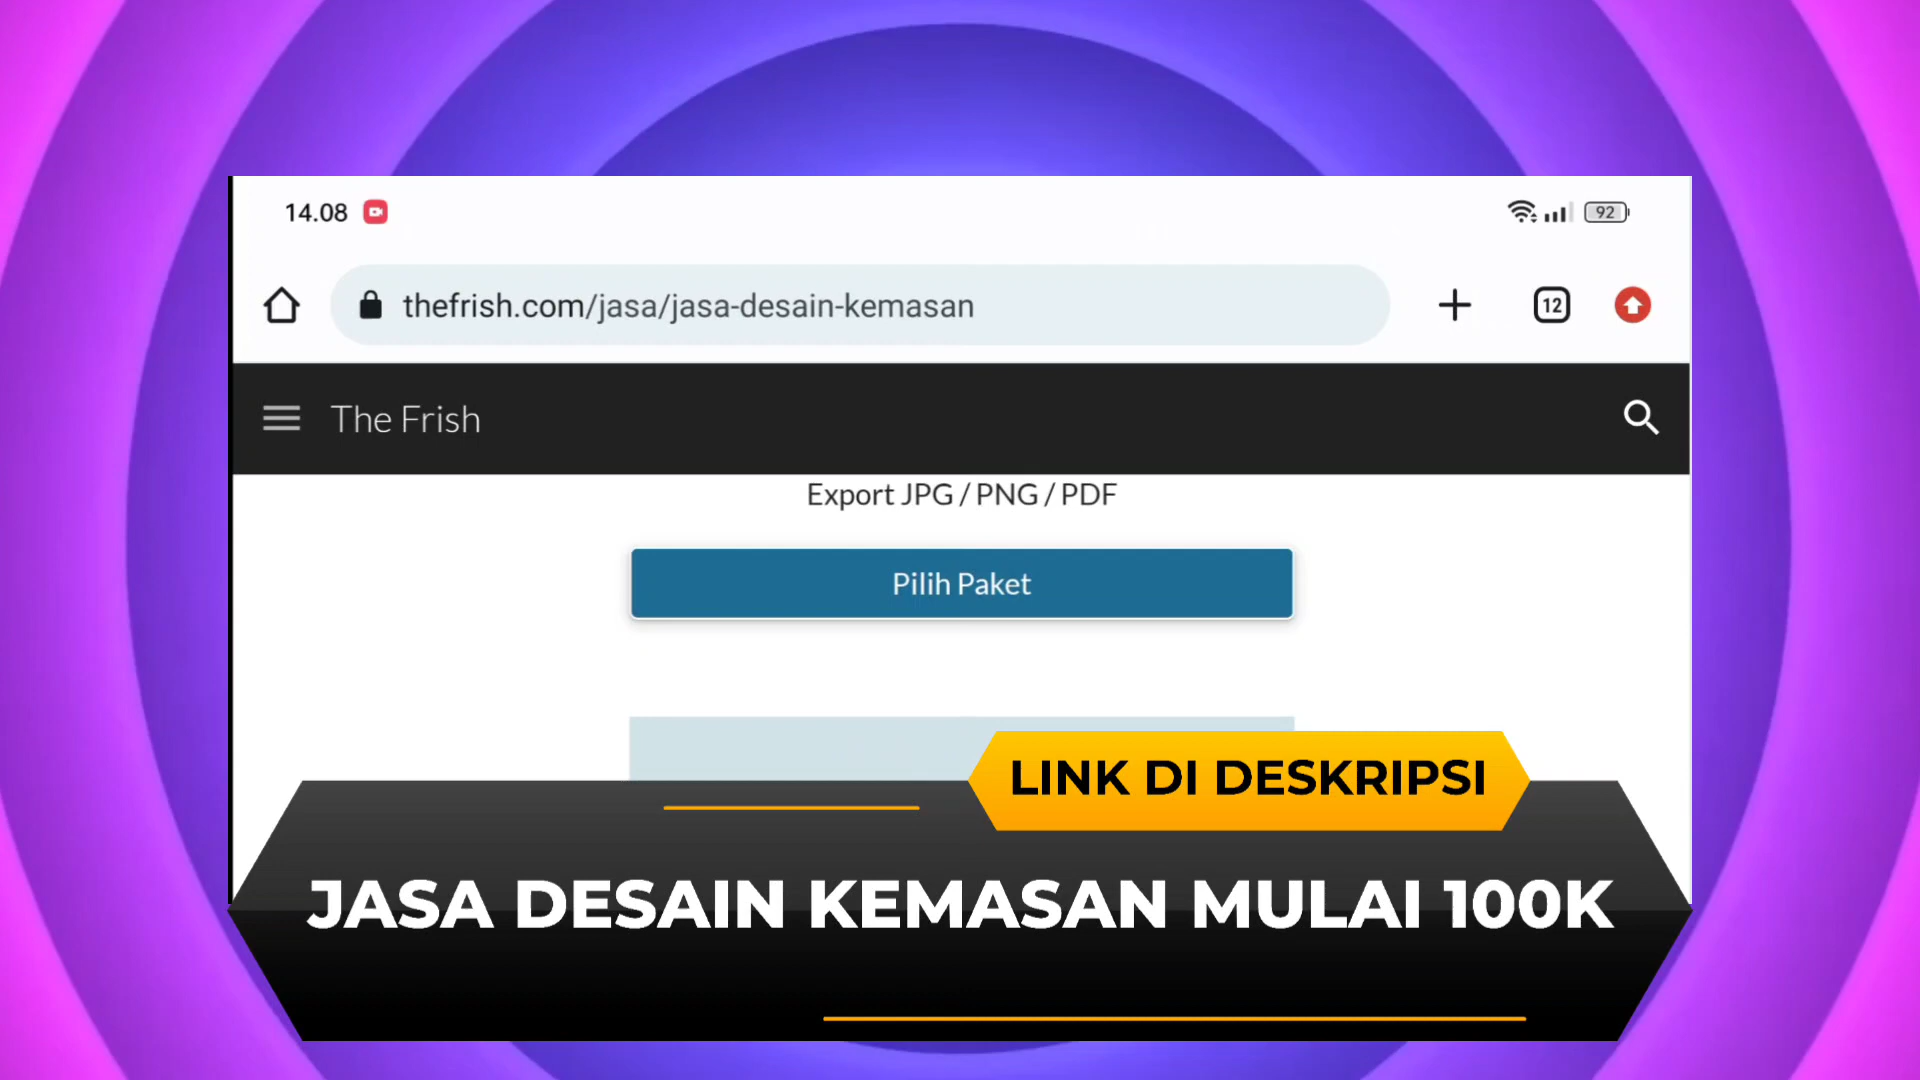 14.08
92
thefrish.com/jasa/jasa-desain-kemasan
12
The Frish
Export JPG / PNG / PDF
Pilih Paket
LINK DI DESKRIPSI
JASA DESAIN KEMASAN MULAI 100K